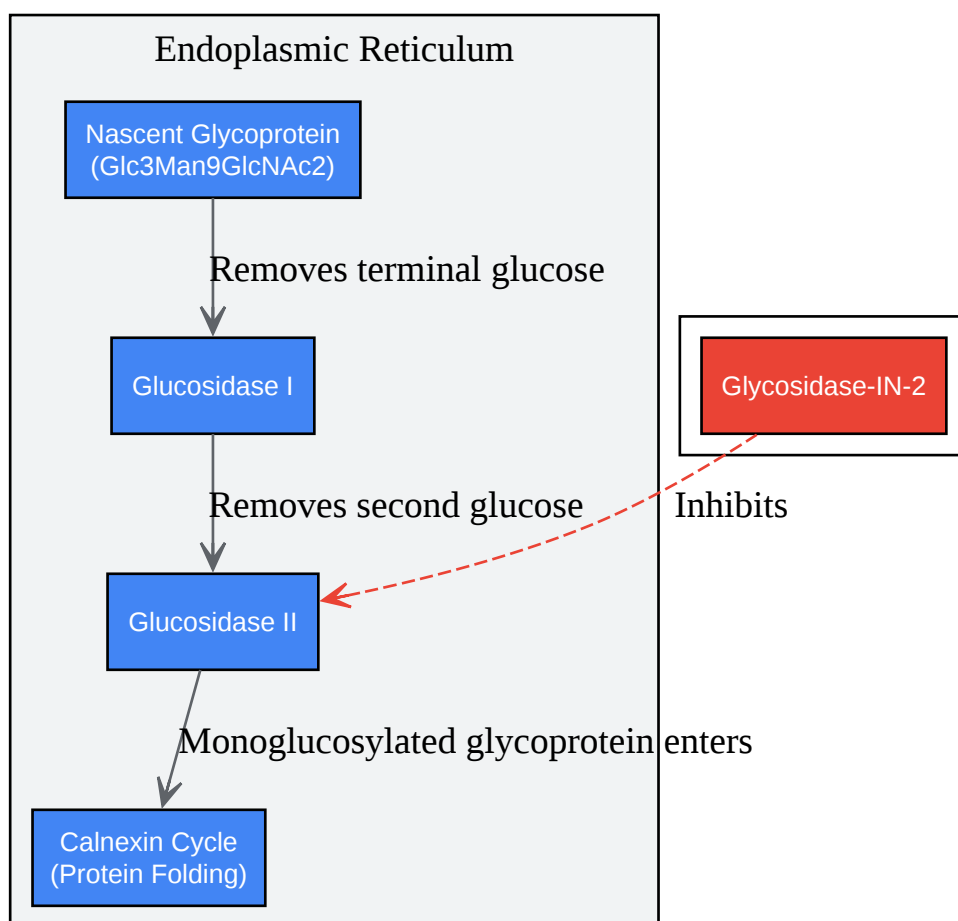 Endoplasmic Reticulum
Nascent Glycoprotein
(Glc3Man9GlcNAc2)
Removes terminal glucose
Glucosidase I
Glycosidase-IN-2
Removes second glucose
Inhibits
Glucosidase II
Monoglucosylated glycoprotein enters
Calnexin Cycle
(Protein Folding)